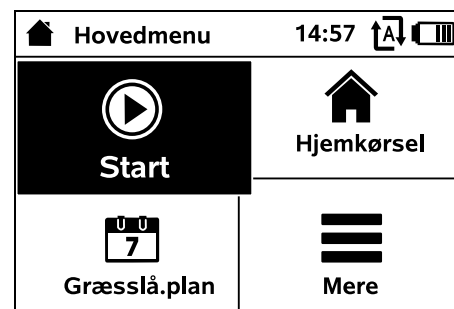 Hovedmenu 14:57 A
Start
Hjemkørsel
7
Græsslå.plan
Mere